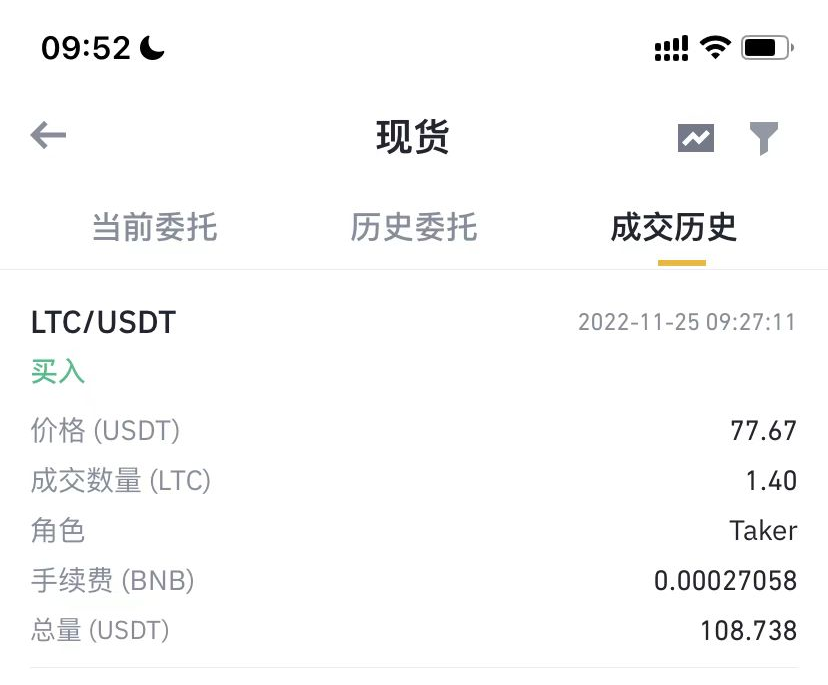 09:52
现货
当前委托 历史委托 成交历史
LTC/USDT 2022-11-25 09:27:11
买入
价格 (USDT) 77.67
成交数量 (LTC) 1.40
角色 Taker
手续费 (BNB) 0.00027058
总量 (USDT) 108.738